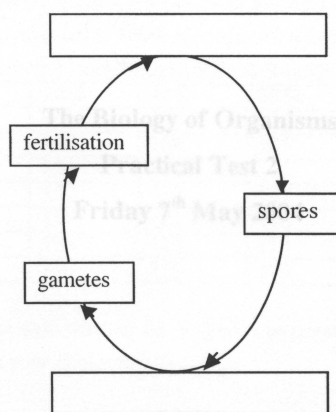 The Biology of Organisms
fertilisation
Practical Test 2
Friday 7th May
spores
gametes